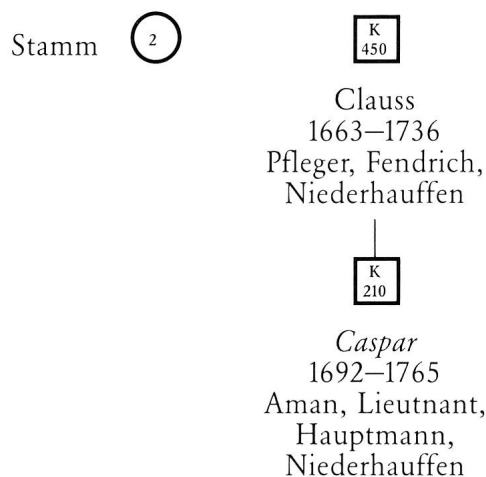 Stamm 2
K
450
Clauss
1663–1736
Pfleger, Fendrich,
Niederhauffen
K
210
Caspar
1692–1765
Aman, Lieutnant,
Hauptmann,
Niederhauffen